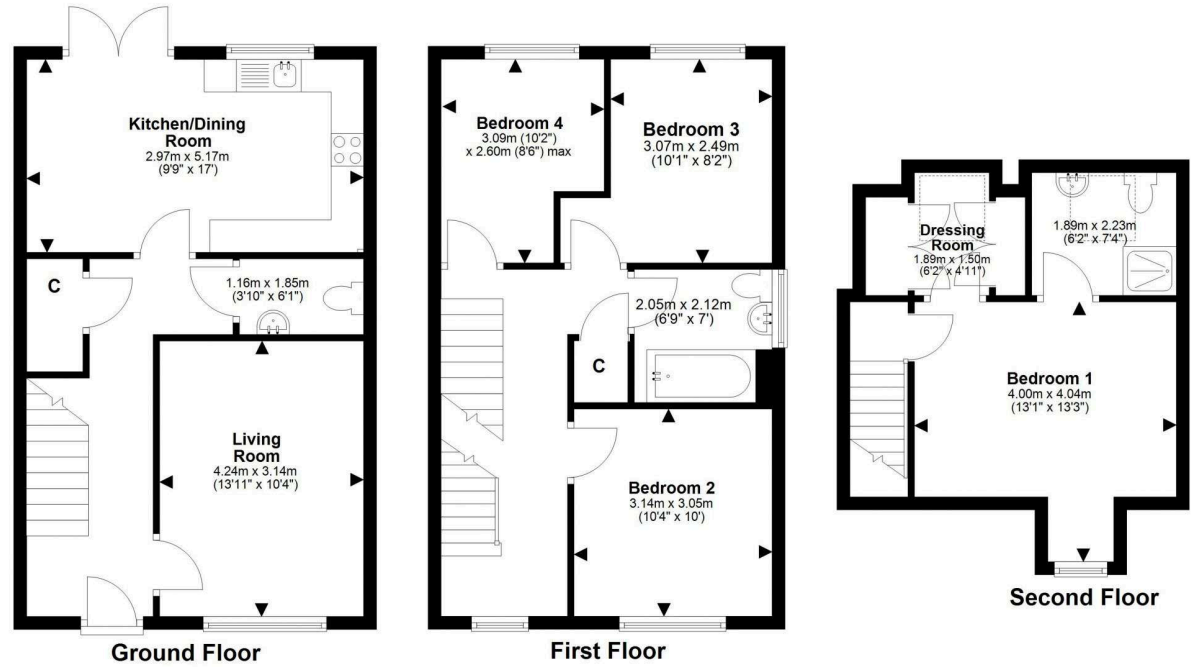 Kitchen/Dining
Room
2.97m x 5.17m
(9'9" x 17')
C
1.16m x 1.85m
(3'10" x 6'1")
Living
Room
4.24m x 3.14m
(13'11" x 10'4")
Ground Floor
Bedroom 4
3.09m (10'2")
x 2.60m (8'6") max
Bedroom 3
3.07m x 2.49m
(10'1" x 8'2")
2.05m x 2.12m
(6'9" x 7')
C
Bedroom 2
3.14m x 3.05m
(10'4" x 10')
First Floor
Dressing
Room
1.89m x 1.50m
(6'2" x 4'11")
1.89m x 2.23m
(6'2" x 7'4")
Bedroom 1
4.00m x 4.04m
(13'1" x 13'3")
Second Floor